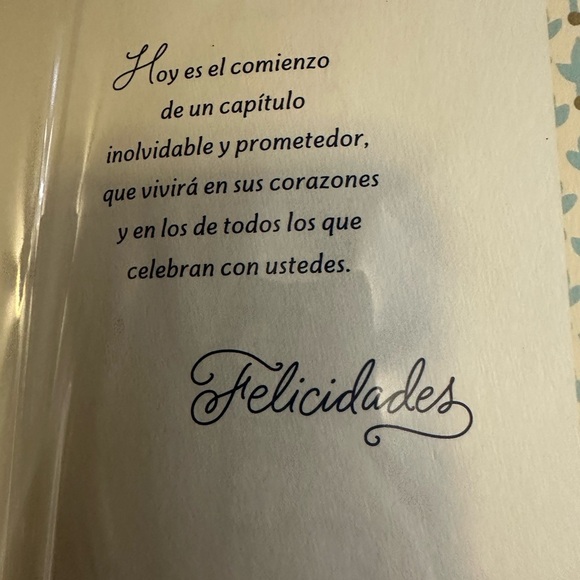 Hoy es el comienzo
de un capítulo
inolvidable y prometedor,
que vivirá en sus corazones
y en los de todos los que
celebran con ustedes.
Felicidades